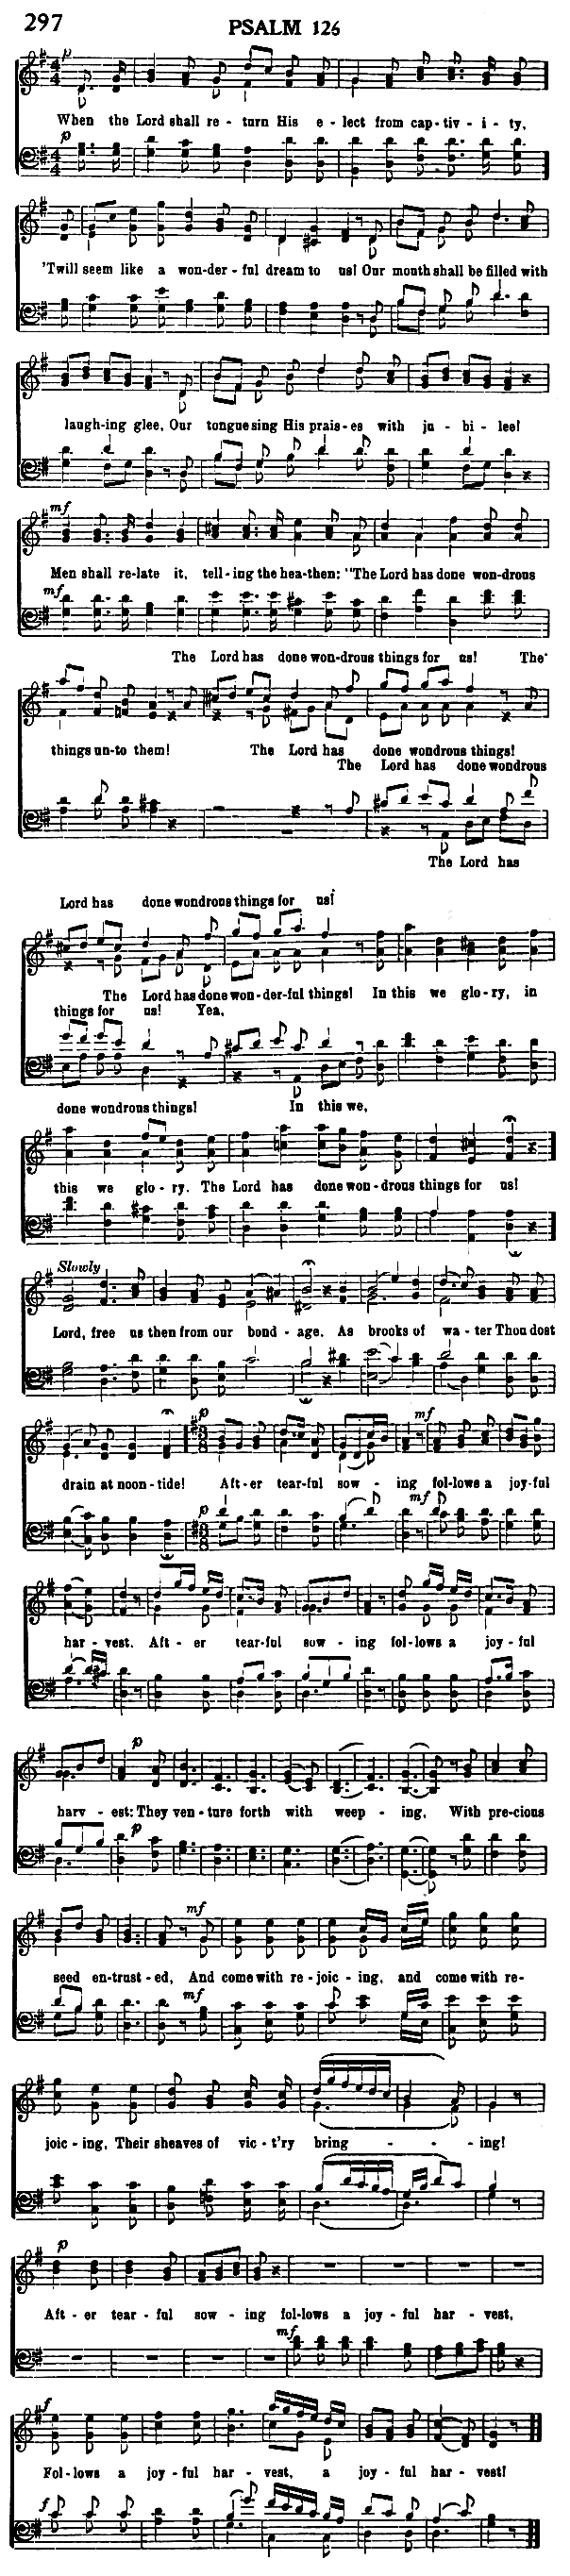 297
PSALM 126
p
When the Lord shall re - turn His e - lect from cap - tiv - i - ty,
p
'Twill seem like a won - der - ful dream to us! Our mouth shall be filled with
laugh - ing glee, Our tongue sing His prais - es with ju - bi - lee!
mf
Men shall re - late it, tell - ing the hea - then: "The Lord has done won - drous
mf
The Lord has done won - drous things for us! The
things un - to them! The Lord has done wondrous things!
The Lord has done wondrous
The Lord has
Lord has done wondrous things for us!
The Lord has done won - der - ful things! In this we glo - ry, in
things for us! Yea,
done wondrous things! In this we,
this we glo - ry. The Lord has done won - drous things for us!
Slowly
Lord, free us then from our bond - age, As brooks of wa - ter Thou dost
p mf
drain at noon - tide! Aft - er tear - ful sow - ing fol - lows a joy - ful
p mf
har - vest. Aft - er tear - ful sow - ing fol - lows a joy - ful
p
harv - est: They ven - ture forth with weep - ing, With pre - cious
p
mf
seed en - trust - ed, And come with re - joic - ing, and come with re -
mf
joic - ing, Their sheaves of vic - t'ry bring - - - ing!
p
Aft - er tear - ful sow - ing fol - lows a joy - ful har - vest,
mf
f
Fol - lows a joy - ful har - vest, a joy - ful har - vest!
f